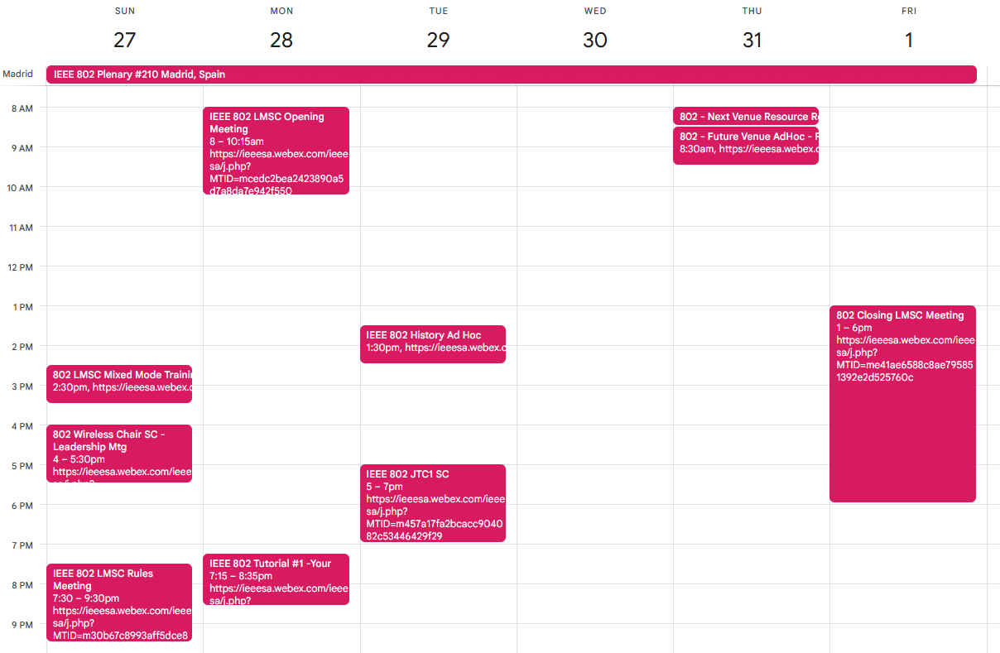 SUN MON TUE WED THU FRI
27 28 29 30 31 1
Madrid
IEEE 802 Plenary #210 Madrid, Spain
8 AM
9 AM
10 AM
11 AM
12 PM
1 PM
2 PM
3 PM
4 PM
5 PM
6 PM
7 PM
8 PM
9 PM
802 LMSC Mixed Mode Traini
2:30pm, https://ieeesa.webex.c
802 Wireless Chair SC -
Leadership Mtg
4 – 5:30pm
https://ieeesa.webex.com/ieee
sa/j.php?
IEEE 802 LMSC Rules
Meeting
7:30 – 9:30pm
https://ieeesa.webex.com/ieee
sa/j.php?
MTID=m30b67c8993aff5dce8
IEEE 802 LMSC Opening
Meeting
8 – 10:15am
https://ieeesa.webex.com/ieee
sa/j.php?
MTID=mcedc2bea2423890a5
d7a8da7e942f550
IEEE 802 Tutorial #1 -Your
7:15 – 8:35pm
https://ieeesa.webex.com/ieee
sa/j.php?
IEEE 802 History Ad Hoc
1:30pm, https://ieeesa.webex.c
IEEE 802 JTC1 SC
5 – 7pm
https://ieeesa.webex.com/ieee
sa/j.php?
MTID=m457a17fa2bcacc9040
82c53446429f29
802 - Next Venue Resource R
802 - Future Venue AdHoc - F
8:30am, https://ieeesa.webex.c
802 Closing LMSC Meeting
1 – 6pm
https://ieeesa.webex.com/ieee
sa/j.php?
MTID=me41ae6588c8ae79585
1392e2d525760c